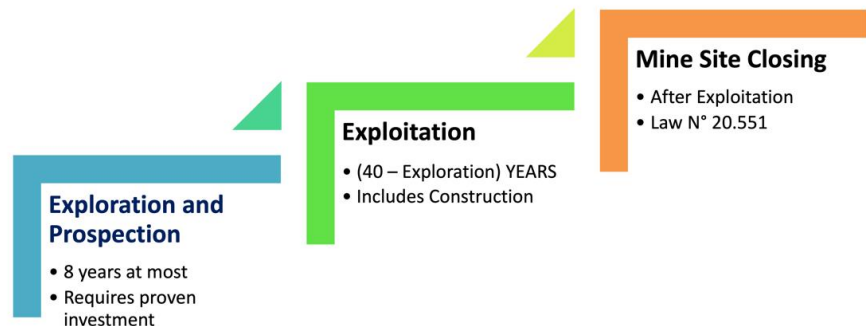 Exploration and
Prospection
• 8 years at most
• Requires proven
investment
Exploitation
• (40 – Exploration) YEARS
• Includes Construction
Mine Site Closing
• After Exploitation
• Law N° 20.551